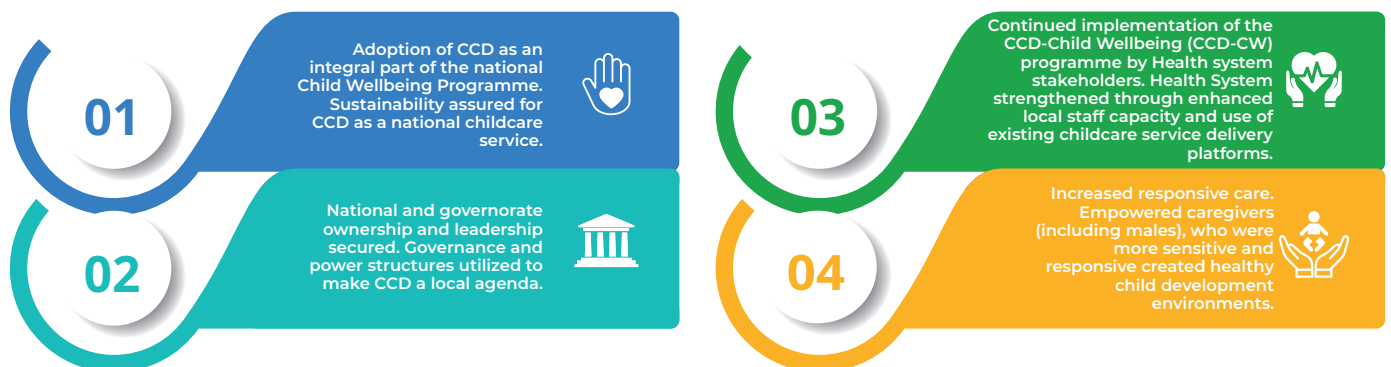 01
Adoption of CCD as an
integral part of the national
Child Wellbeing Programme.
Sustainability assured for
CCD as a national childcare
service.
02
National and governorate
ownership and leadership
secured. Governance and
power structures utilized to
make CCD a local agenda.
03
Continued implementation of the
CCD-Child Wellbeing (CCD-CW)
programme by Health system
stakeholders. Health System
strengthened through enhanced
local staff capacity and use of
existing childcare service delivery
platforms.
04
Increased responsive care.
Empowered caregivers
(including males), who were
more sensitive and
responsive created healthy
child development
environments.